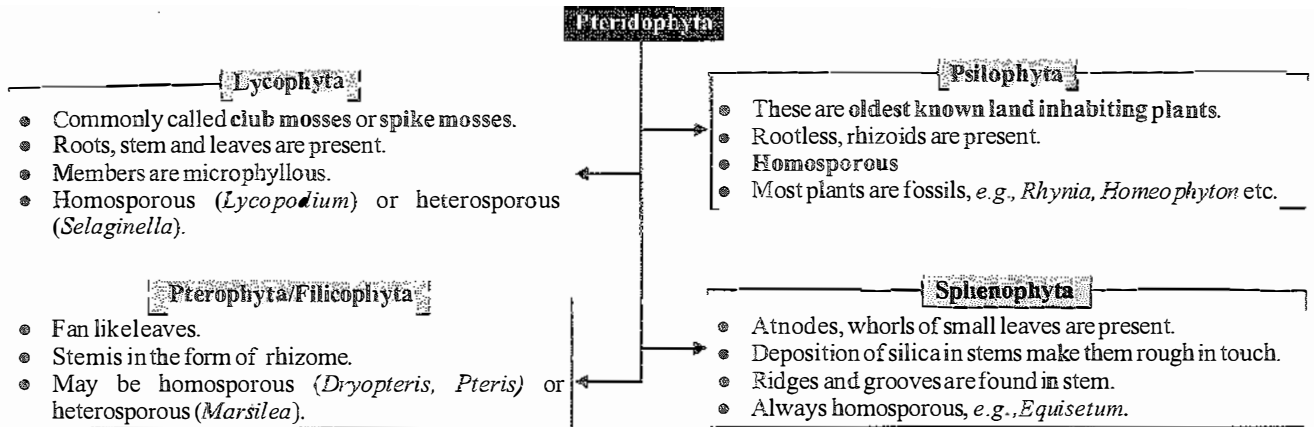 Pteridophyta
Lycophyta
● Commonly called club mosses or spike mosses.
● Roots, stem and leaves are present.
● Members are microphyllous.
● Homosporous (Lycopodium) or heterosporous
(Selaginella).
Psilophyta
● These are oldest known land inhabiting plants.
● Rootless, rhizoids are present.
● Homosporous
● Most plants are fossils, e.g., Rhynia, Homeophyton etc.
Pterophyta/Filicophyta
● Fan like leaves.
● Stem is in the form of rhizome.
● May be homosporous (Dryopteris, Pteris) or
heterosporous (Marsilea).
Sphenophyta
● At nodes, whorls of small leaves are present.
● Deposition of silica in stems make them rough in touch.
● Ridges and grooves are found in stem.
● Always homosporous, e.g., Equisetum.